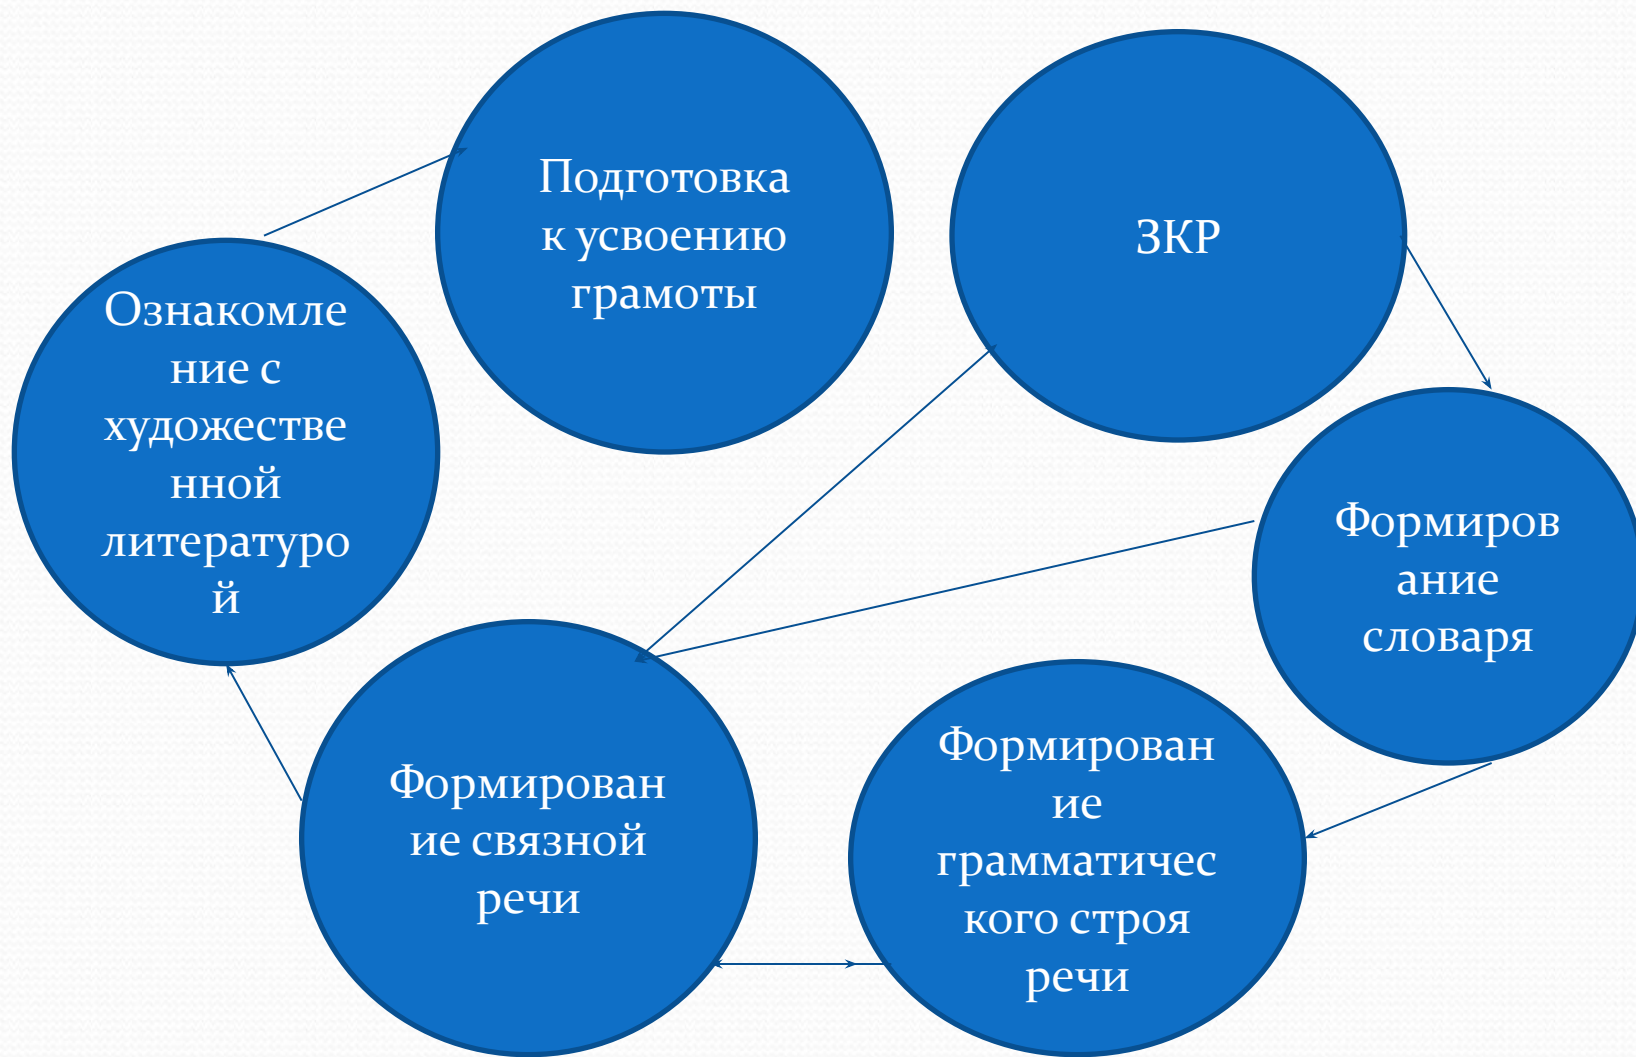 Подготовка
к усвоению
грамоты
ЗКР
Ознакомле
ние с
художестве
нной
литературо
й
Формиров
ание
словаря
Формирован
ие связной
речи
Формирован
ие
грамматичес
кого строя
речи